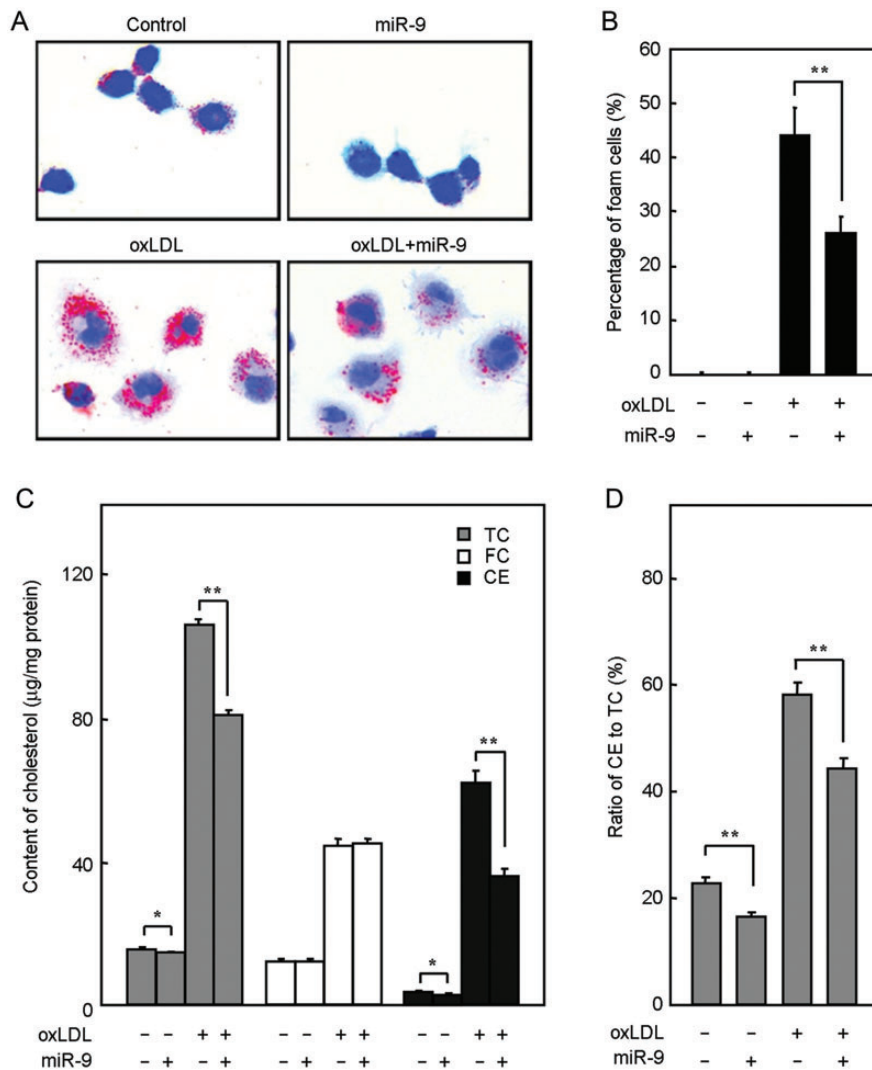 A
Control
miR-9
oxLDL
oxLDL+miR-9
B
Percentage of foam cells (%)
60
50
40
30
20
10
0
**
oxLDL – – + +
miR-9 – + – +
C
Content of cholesterol (µg/mg protein)
120
80
40
0
TC
FC
CE
*
**
*
**
oxLDL – – + + – – + + – – + +
miR-9 – + – + – + – + – + – +
D
Ratio of CE to TC (%)
80
60
40
20
0
**
**
oxLDL – – + +
miR-9 – + – +